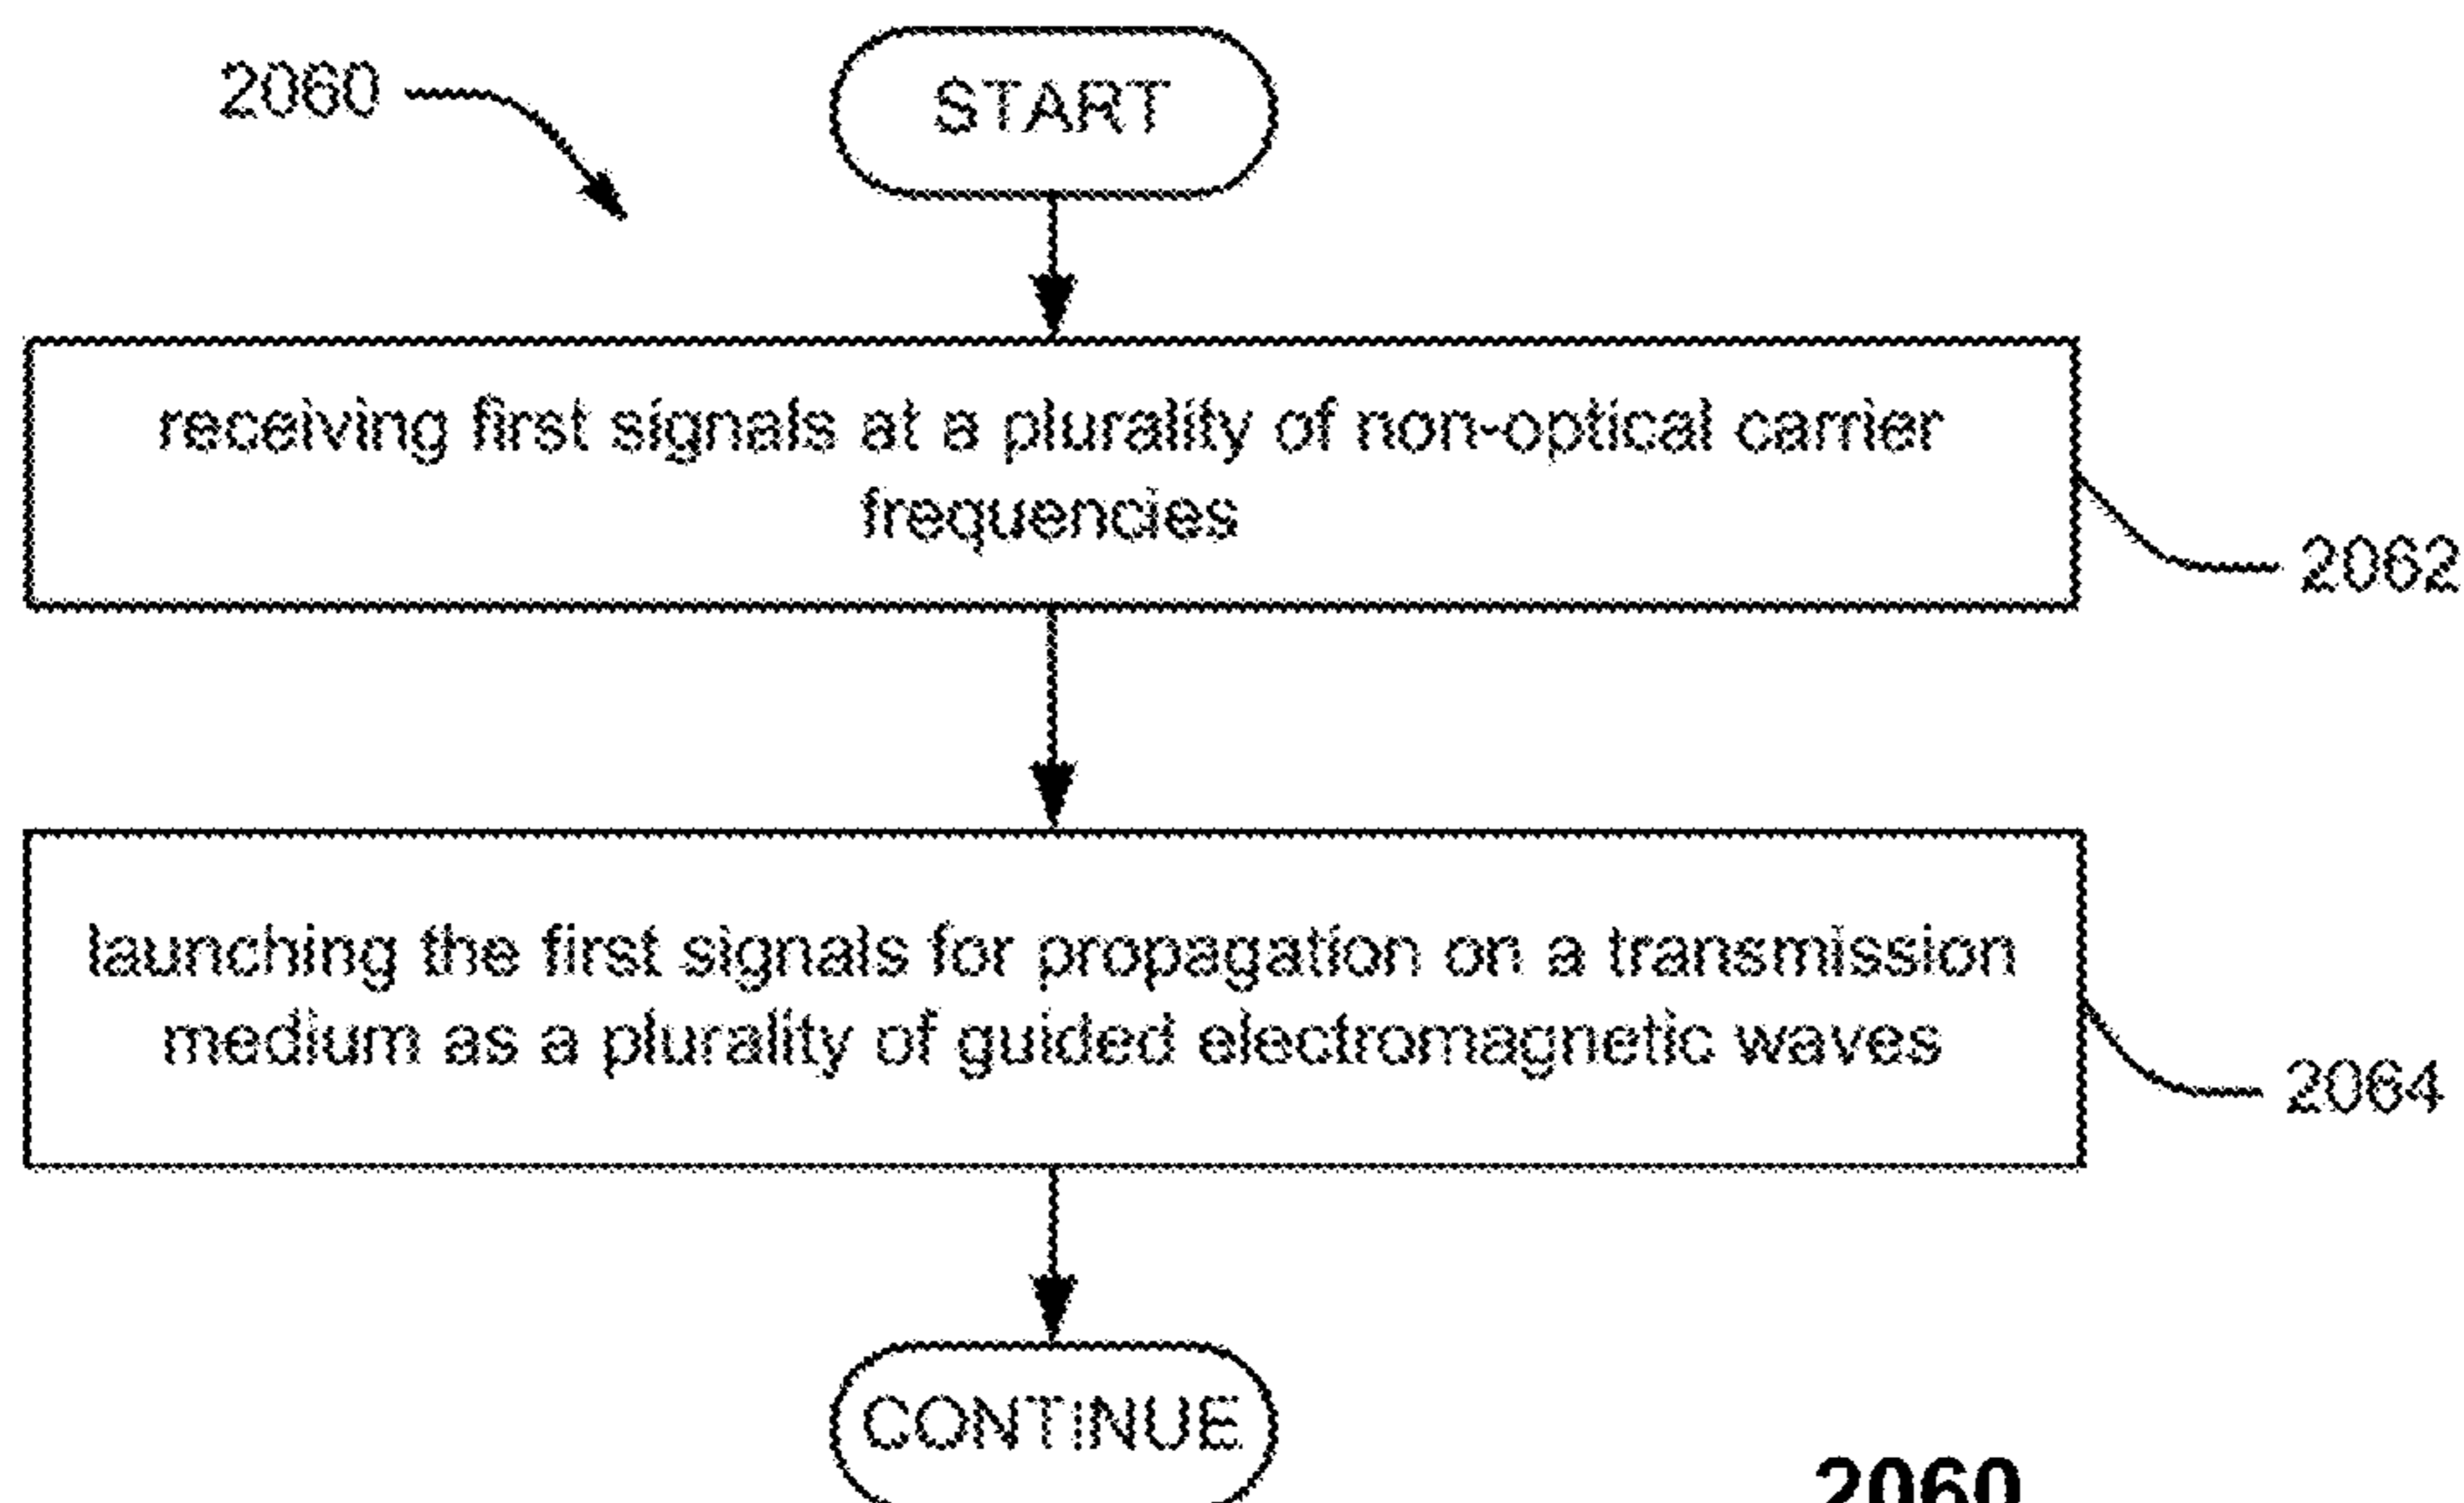 2060
START
receiving first signals at a plurality of non-optical carrier
frequencies
2062
launching the first signals for propagation on a transmission
medium as a plurality of guided electromagnetic waves
2064
CONTINUE
2060